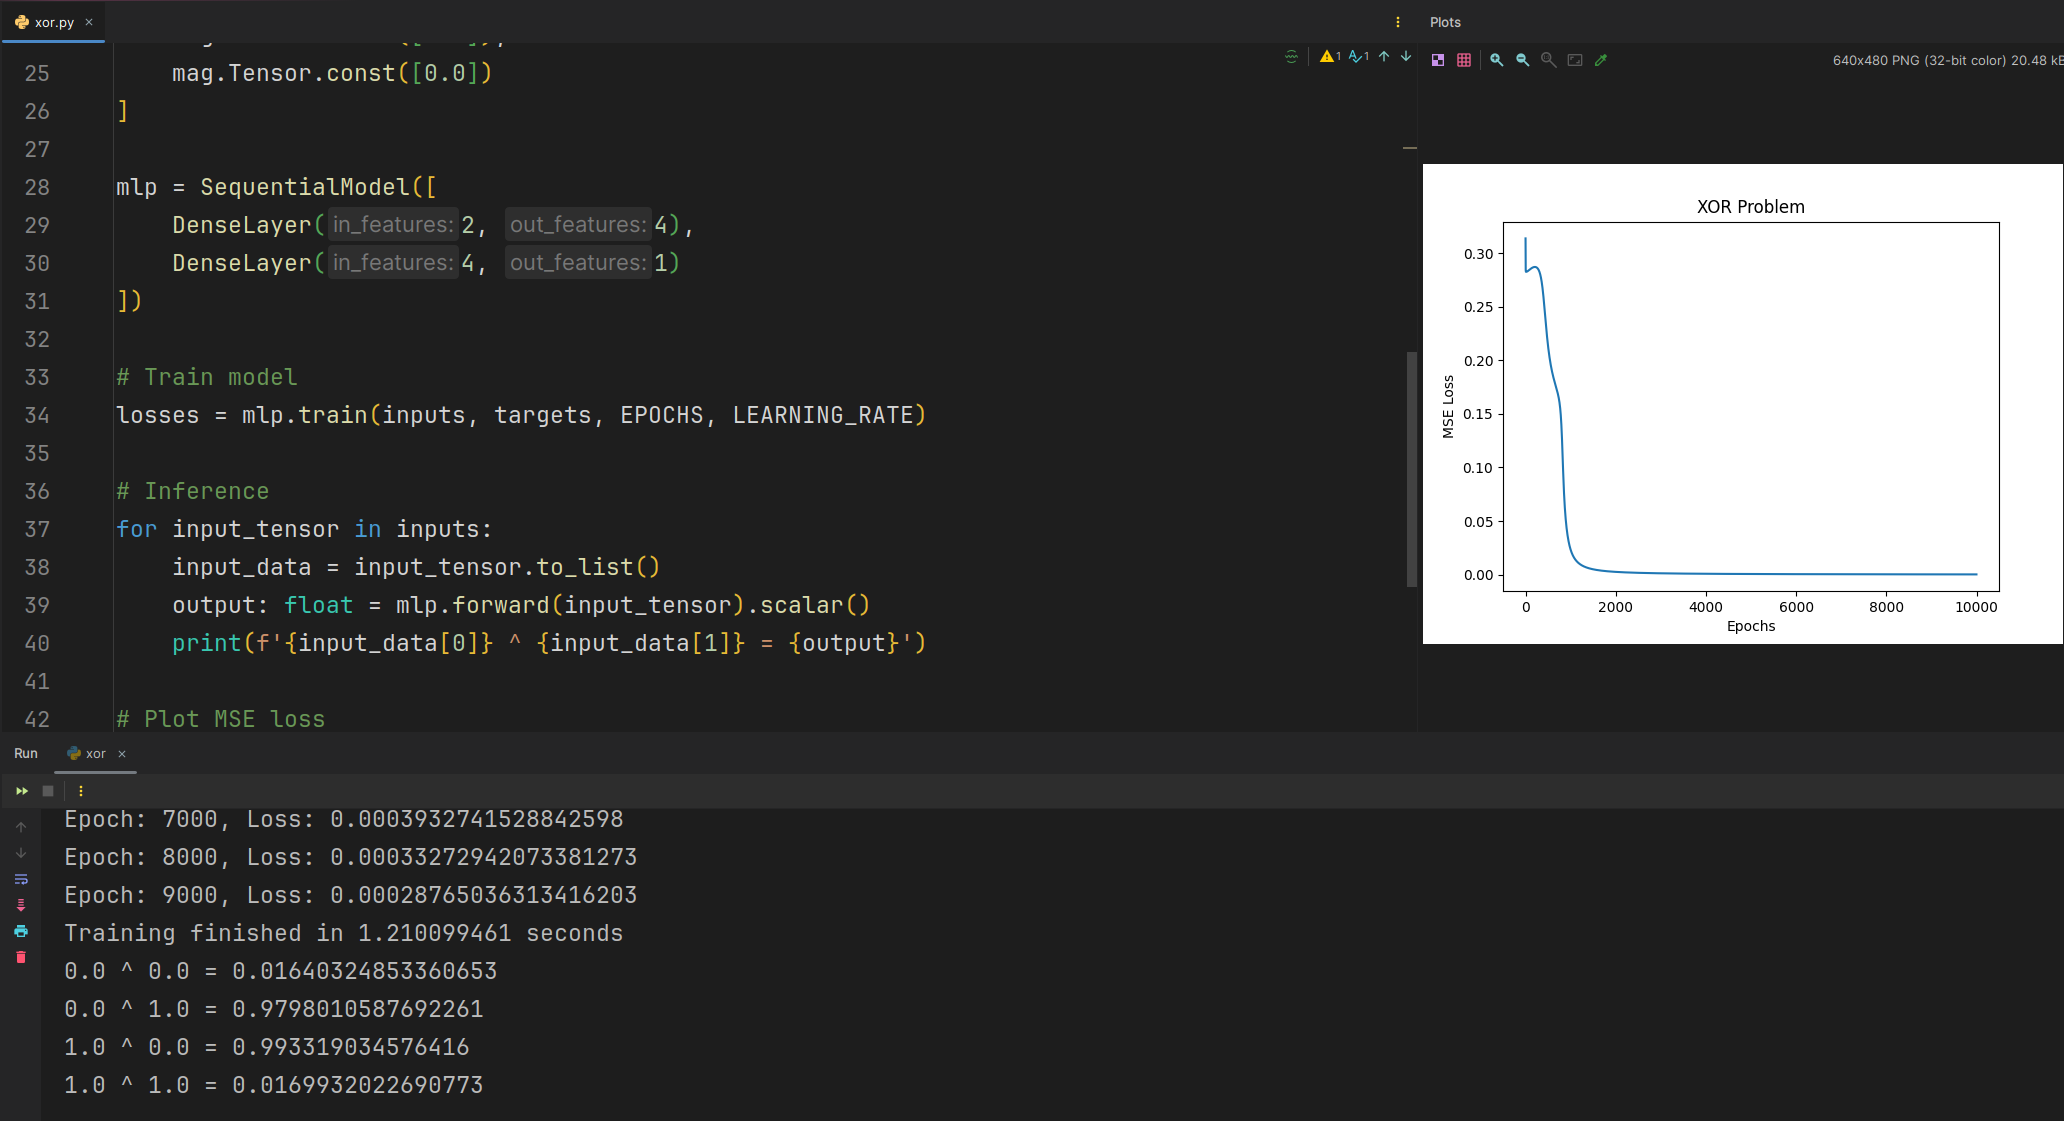 xor.py
25 mag.Tensor.const([0.0])
26 ]
27
28 mlp = SequentialModel([
29 DenseLayer(in_features: 2, out_features: 4),
30 DenseLayer(in_features: 4, out_features: 1)
31 ])
32
33 # Train model
34 losses = mlp.train(inputs, targets, EPOCHS, LEARNING_RATE)
35
36 # Inference
37 for input_tensor in inputs:
38 input_data = input_tensor.to_list()
39 output: float = mlp.forward(input_tensor).scalar()
40 print(f'{input_data[0]} ^ {input_data[1]} = {output}')
41
42 # Plot MSE loss
1 1
Plots
640x480 PNG (32-bit color) 20.48 kB
XOR Problem
MSE Loss
0.30
0.25
0.20
0.15
0.10
0.05
0.00
0 2000 4000 6000 8000 10000
Epochs
Run xor
Epoch: 7000, Loss: 0.0003932741528842598
Epoch: 8000, Loss: 0.00033272942073381273
Epoch: 9000, Loss: 0.00028765036313416203
Training finished in 1.210099461 seconds
0.0 ^ 0.0 = 0.01640324853360653
0.0 ^ 1.0 = 0.9798010587692261
1.0 ^ 0.0 = 0.993319034576416
1.0 ^ 1.0 = 0.0169932022690773